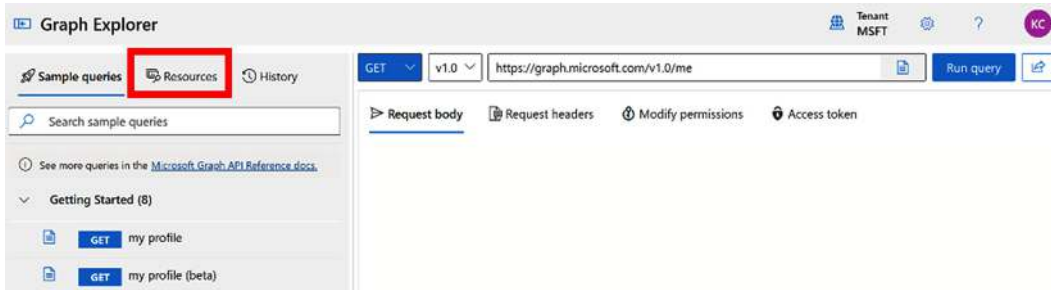 Graph Explorer
Tenant
MSFT
?
KC
Sample queries Resources History
GET v1.0 https://graph.microsoft.com/v1.0/me Run query
Search sample queries
Request body Request headers Modify permissions Access token
See more queries in the Microsoft Graph API Reference docs.
Getting Started (8)
GET my profile
GET my profile (beta)